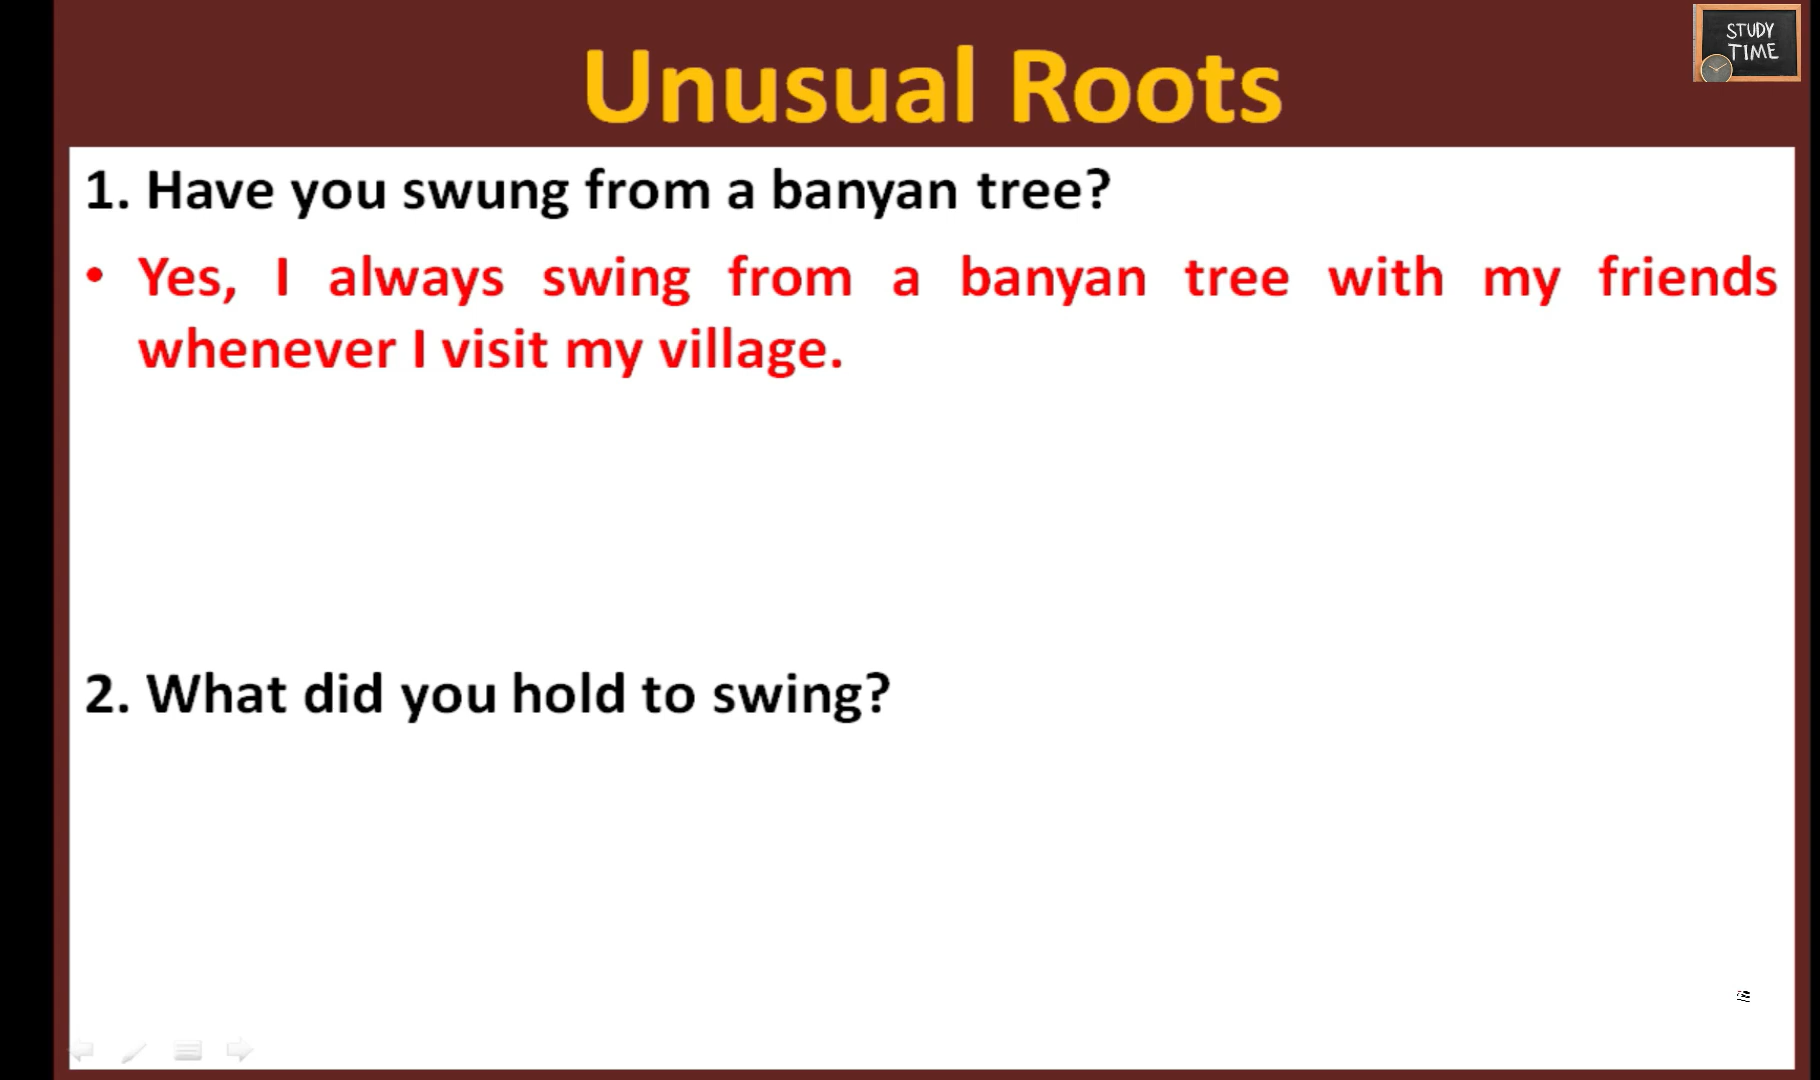 Unusual Roots
STUDY
TIME
1. Have you swung from a banyan tree?
• Yes, I always swing from a banyan tree with my friends
whenever I visit my village.
2. What did you hold to swing?